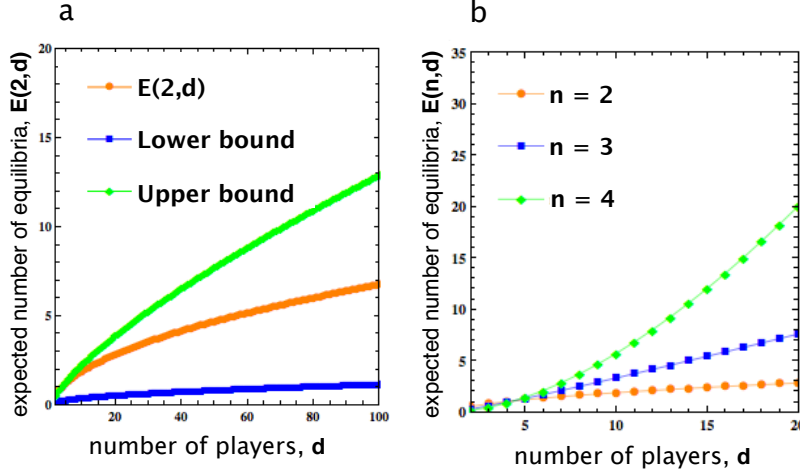 a
expected number of equilibria, E(2,d)
20
15
10
5
0
E(2,d)
Lower bound
Upper bound
20
40
60
80
100
number of players, d
b
expected number of equilibria, E(n,d)
35
30
25
20
15
10
5
0
n = 2
n = 3
n = 4
5
10
15
20
number of players, d